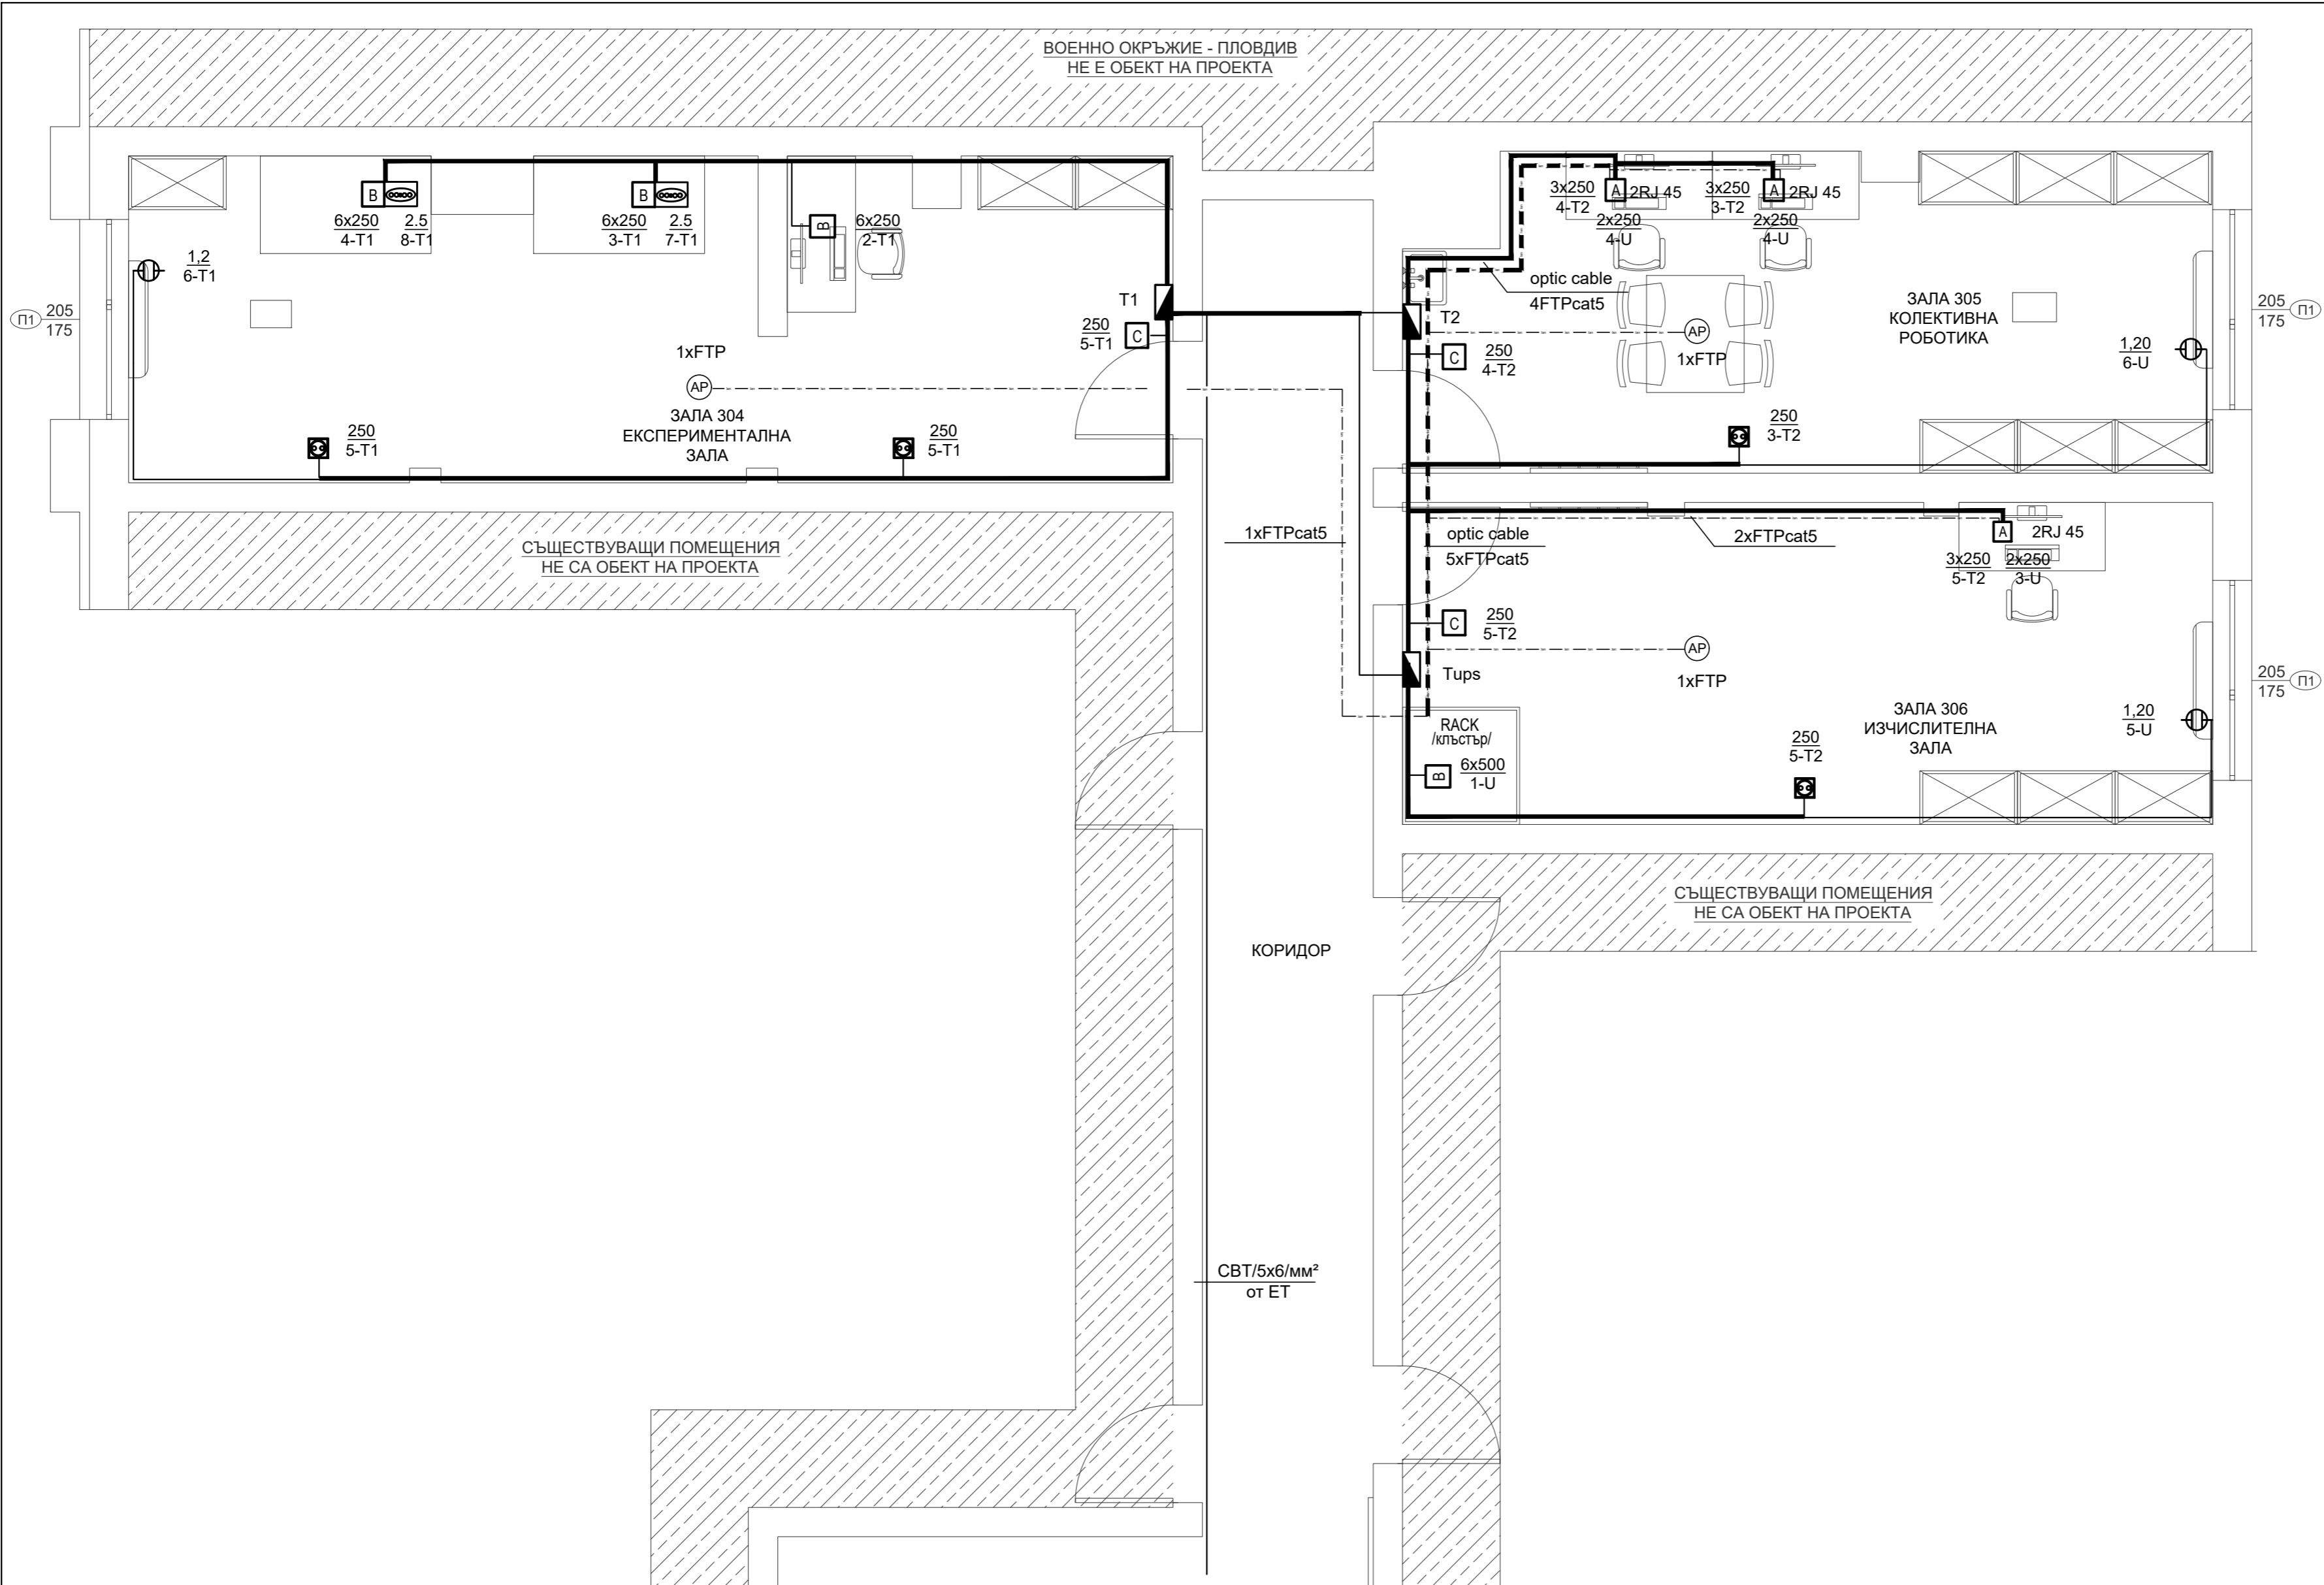 ВОЕННО ОКРЪЖИЕ - ПЛОВДИВ
НЕ Е ОБЕКТ НА ПРОЕКТА
B
6x250
4-T1
2.5
8-T1
B
6x250
3-T1
2.5
7-T1
B
6x250
2-T1
1,2
6-T1
П1
205
175
T1
250
5-T1
C
1xFTP
AP
ЗАЛА 304
ЕКСПЕРИМЕНТАЛНА
ЗАЛА
250
5-T1
250
5-T1
СЪЩЕСТВУВАЩИ ПОМЕЩЕНИЯ
НЕ СА ОБЕКТ НА ПРОЕКТА
3x250
4-T2
A
2RJ 45
2x250
4-U
3x250
3-T2
A
2RJ 45
2x250
4-U
optic cable
4FTPcat5
T2
C
250
4-T2
AP
1xFTP
ЗАЛА 305
КОЛЕКТИВНА
РОБОТИКА
1,20
6-U
205
175
П1
250
3-T2
1xFTPcat5
optic cable
5xFTPcat5
2xFTPcat5
A
2RJ 45
3x250
5-T2
2x250
3-U
C
250
5-T2
Tups
AP
1xFTP
RACK
/клъстър/
B
6x500
1-U
ЗАЛА 306
ИЗЧИСЛИТЕЛНА
ЗАЛА
250
5-T2
1,20
5-U
205
175
П1
СЪЩЕСТВУВАЩИ ПОМЕЩЕНИЯ
НЕ СА ОБЕКТ НА ПРОЕКТА
КОРИДОР
СВТ/5x6/мм²
от ЕТ